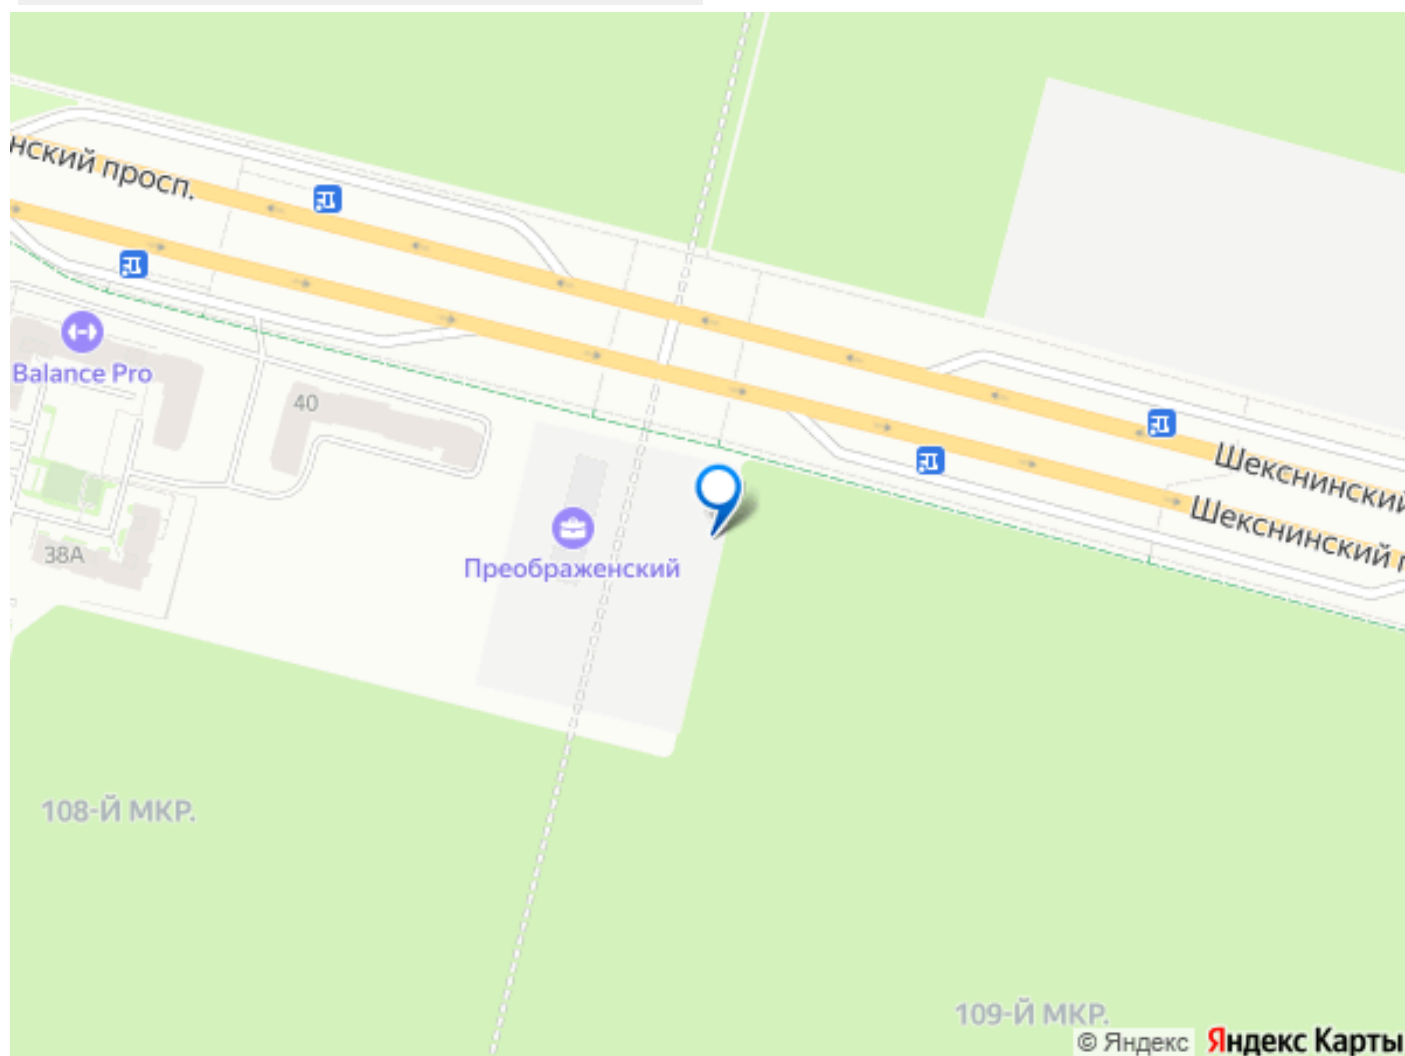 нский просп.
Balance Pro
40
Шекснинский
Шекснинский п
38А
Преображенский
108-Й МКР.
109-Й МКР.
© Яндекс Яндекс Карты